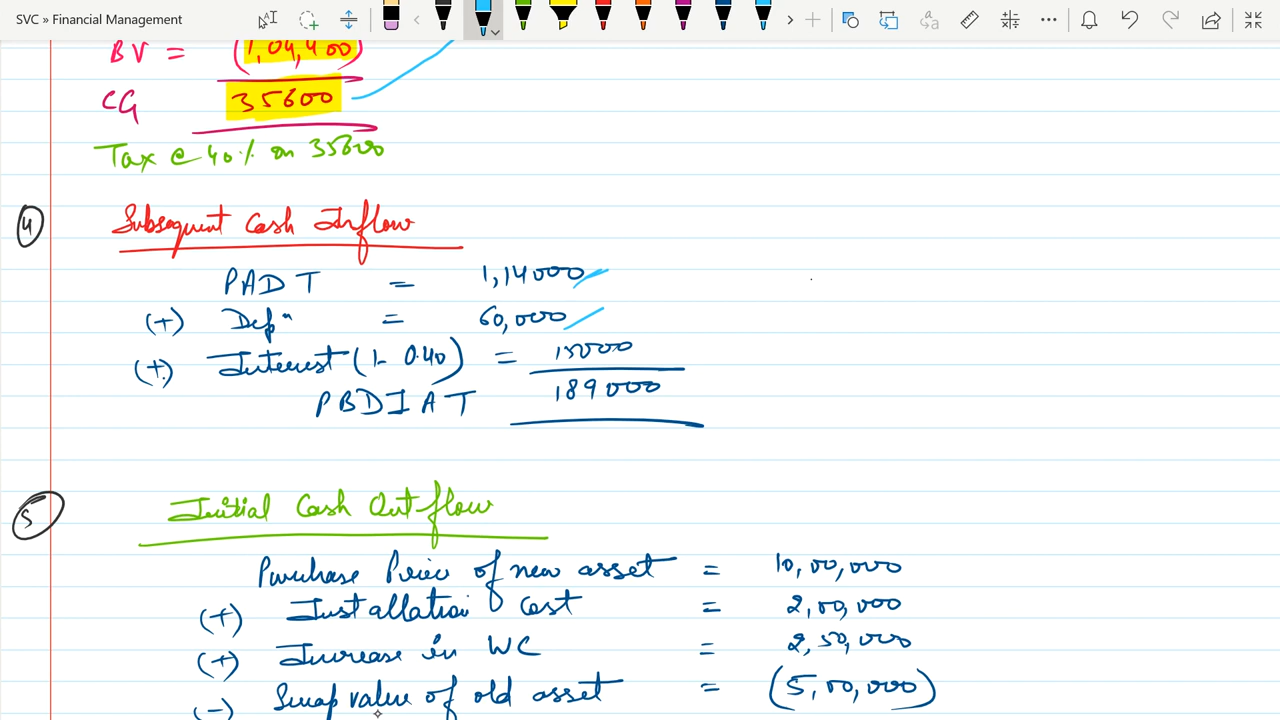 SVC » Financial Management
BV = (1,04,400)
CG 35600
Tax @ 40% on 35600
4 Subsequent Cash Inflow
PADT = 1,14000
(+) Depn = 60,000
(+) Interest (1- 0.40) = 15000
PBDIAT 189000
5 Initial Cash Outflow
Purchase Price of new asset = 10,00,000
(+) Installation cost = 2,00,000
(+) Increase in WC = 2,50,000
(-) Swap value of old asset = (5,00,000)